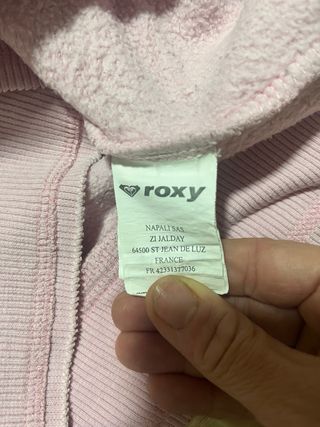 roxy
NAPALI SAS
ZI JALDAY
64500 ST JEAN DE LUZ
FRANCE
FR 42331377036